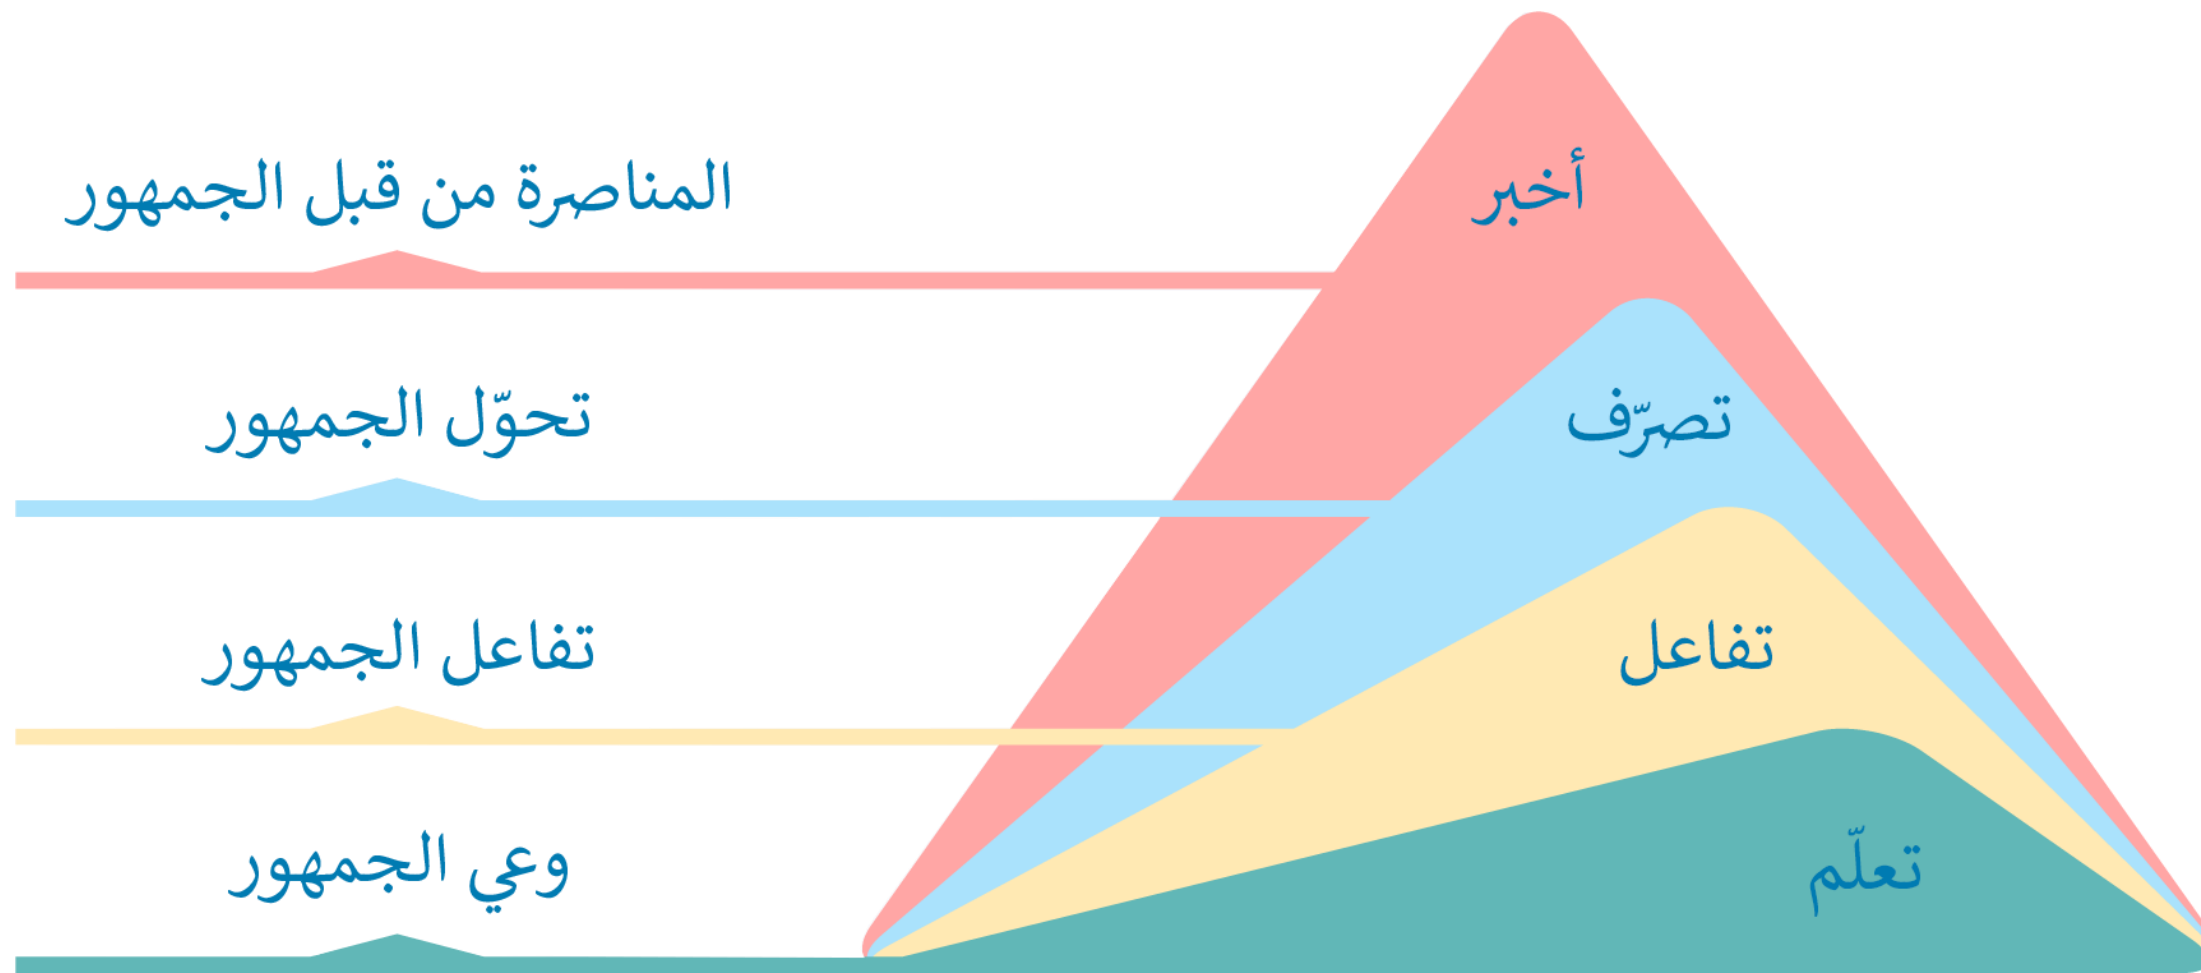 أخبر
المناصرة من قبل الجمهور
تصرّف
تحوّل الجمهور
تفاعل
تفاعل الجمهور
تعلّم
وعي الجمهور